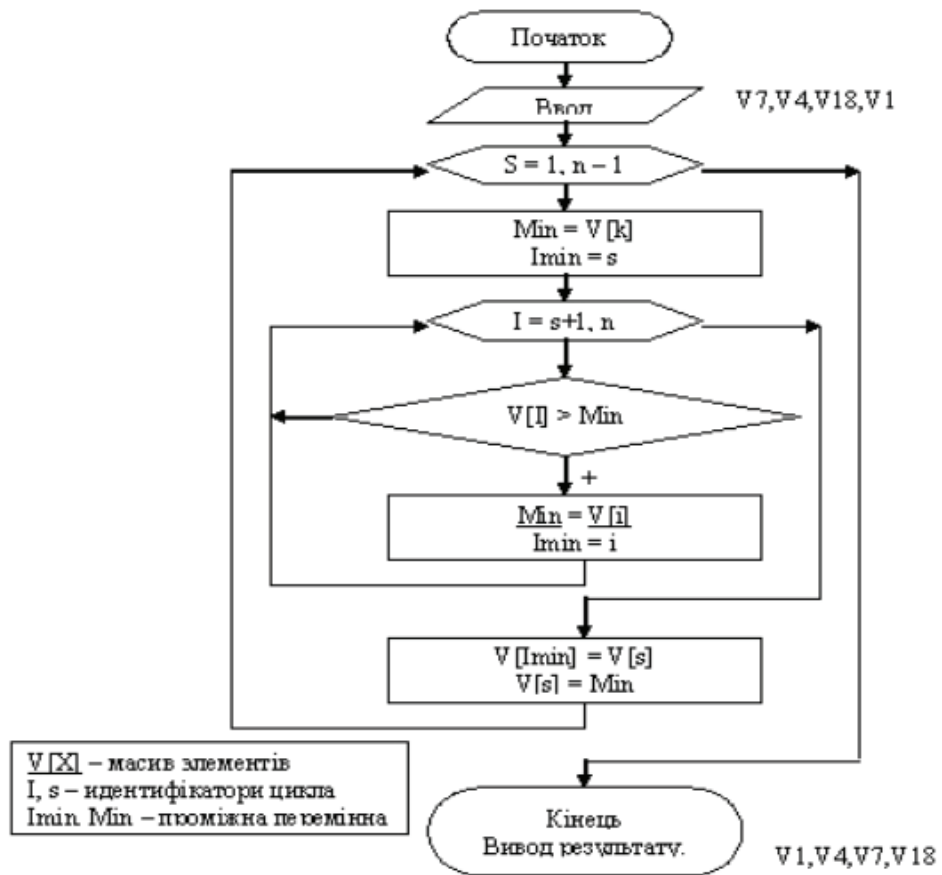 Початок
Ввод
V7,V4,V18,V1
S = 1, n – 1
Min = V[k]
Imin = s
I = s+1, n
V[I] > Min
+
Min = V[i]
Imin = i
V[Imin] = V[s]
V[s] = Min
V[X] – масив злементів
I, s – идентифікатори цикла
Imin, Min – проміжна перемінна
Кінець
Вивод результату.
V1,V4,V7,V18